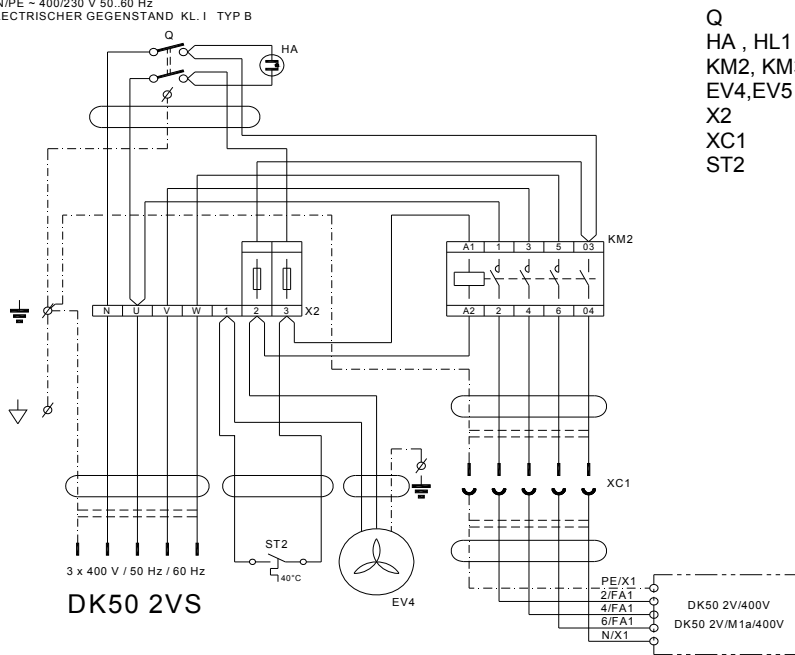 N/PE ~ 400/230 V 50..60 Hz
LECTRISCHER GEGENSTAND KL. I TYP B
Q
HA
Q
HA , HL1
KM2, KM
EV4,EV5
X2
XC1
ST2
A1 1 3 5 03 KM2
A2 2 4 6 04
N U V W 1 2 3 X2
XC1
ST2
40°C
EV4
3 x 400 V / 50 Hz / 60 Hz
DK50 2VS
PE/X1
2/FA1
4/FA1
6/FA1
N/X1
DK50 2V/400V
DK50 2V/M1a/400V